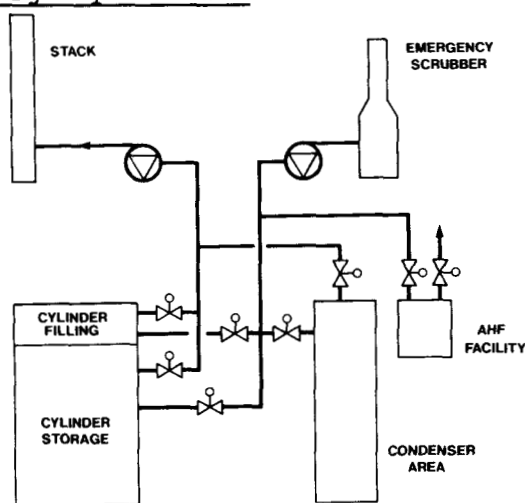 STACK
EMERGENCY
SCRUBBER
CYLINDER
FILLING
AHF
FACILITY
CYLINDER
STORAGE
CONDENSER
AREA